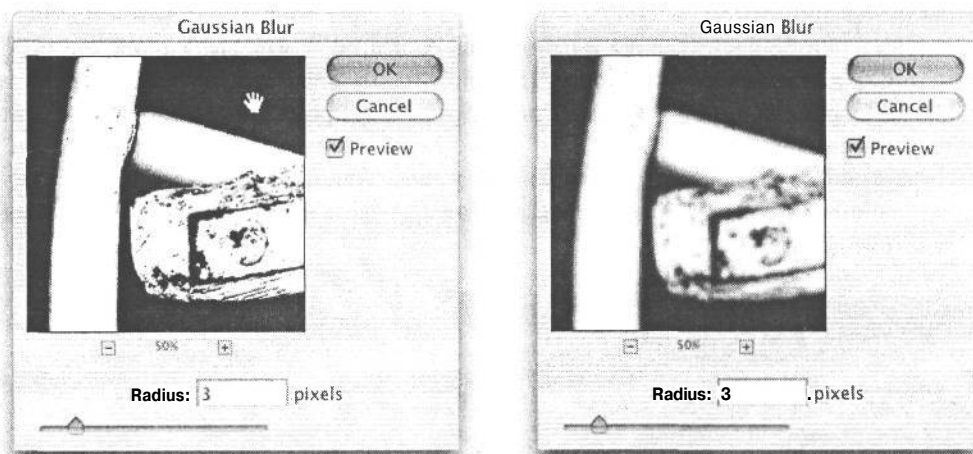 Gaussian Blur
OK
Cancel
Preview
50%
Radius: 3 pixels
Gaussian Blur
OK
Cancel
Preview
50%
Radius: 3 .pixels